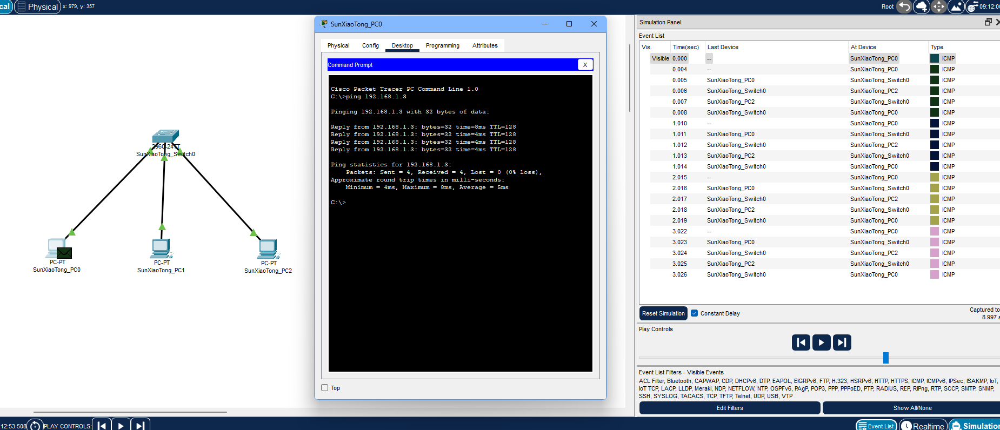 cal Physical x: 979, y: 357
Root 09:12:00
2960-24TT
SunXiaoTong_Switch0
PC-PT
SunXiaoTong_PC0
PC-PT
SunXiaoTong_PC1
PC-PT
SunXiaoTong_PC2
SunXiaoTong_PC0
Physical Config Desktop Programming Attributes
Command Prompt X
Cisco Packet Tracer PC Command Line 1.0
C:\>ping 192.168.1.3
Pinging 192.168.1.3 with 32 bytes of data:
Reply from 192.168.1.3: bytes=32 time=8ms TTL=128
Reply from 192.168.1.3: bytes=32 time=4ms TTL=128
Reply from 192.168.1.3: bytes=32 time=4ms TTL=128
Reply from 192.168.1.3: bytes=32 time=4ms TTL=128
Ping statistics for 192.168.1.3:
Packets: Sent = 4, Received = 4, Lost = 0 (0% loss),
Approximate round trip times in milli-seconds:
Minimum = 4ms, Maximum = 8ms, Average = 5ms
C:\>
Top
Simulation Panel
Event List
Vis. Time(sec) Last Device At Device Type
Visible 0.000 -- SunXiaoTong_PC0 ICMP
0.004 -- SunXiaoTong_PC0 ICMP
0.005 SunXiaoTong_PC0 SunXiaoTong_Switch0 ICMP
0.006 SunXiaoTong_Switch0 SunXiaoTong_PC2 ICMP
0.007 SunXiaoTong_PC2 SunXiaoTong_Switch0 ICMP
0.008 SunXiaoTong_Switch0 SunXiaoTong_PC0 ICMP
1.010 -- SunXiaoTong_PC0 ICMP
1.011 SunXiaoTong_PC0 SunXiaoTong_Switch0 ICMP
1.012 SunXiaoTong_Switch0 SunXiaoTong_PC2 ICMP
1.013 SunXiaoTong_PC2 SunXiaoTong_Switch0 ICMP
1.014 SunXiaoTong_Switch0 SunXiaoTong_PC0 ICMP
2.015 -- SunXiaoTong_PC0 ICMP
2.016 SunXiaoTong_PC0 SunXiaoTong_Switch0 ICMP
2.017 SunXiaoTong_Switch0 SunXiaoTong_PC2 ICMP
2.018 SunXiaoTong_PC2 SunXiaoTong_Switch0 ICMP
2.019 SunXiaoTong_Switch0 SunXiaoTong_PC0 ICMP
3.022 -- SunXiaoTong_PC0 ICMP
3.023 SunXiaoTong_PC0 SunXiaoTong_Switch0 ICMP
3.024 SunXiaoTong_Switch0 SunXiaoTong_PC2 ICMP
3.025 SunXiaoTong_PC2 SunXiaoTong_Switch0 ICMP
3.026 SunXiaoTong_Switch0 SunXiaoTong_PC0 ICMP
Reset Simulation Constant Delay Captured to
8.997 s
Play Controls
Event List Filters - Visible Events
ACL Filter, Bluetooth, CAPWAP, CDP, DHCPv6, DTP, EAPOL, EIGRPv6, FTP, H.323, HSRPv6, HTTP, HTTPS, ICMP, ICMPv6, IPSec, ISAKMP, IoT,
IoT TCP, LACP, LLDP, Meraki, NDP, NETFLOW, NTP, OSPFv6, PAgP, POP3, PPP, PPPoED, PTP, RADIUS, REP, RIPng, RTP, SCCP, SMTP, SNMP,
SSH, SYSLOG, TACACS, TCP, TFTP, Telnet, UDP, USB, VTP
Edit Filters Show All/None
12:53.508 PLAY CONTROLS: Event List Realtime Simulation